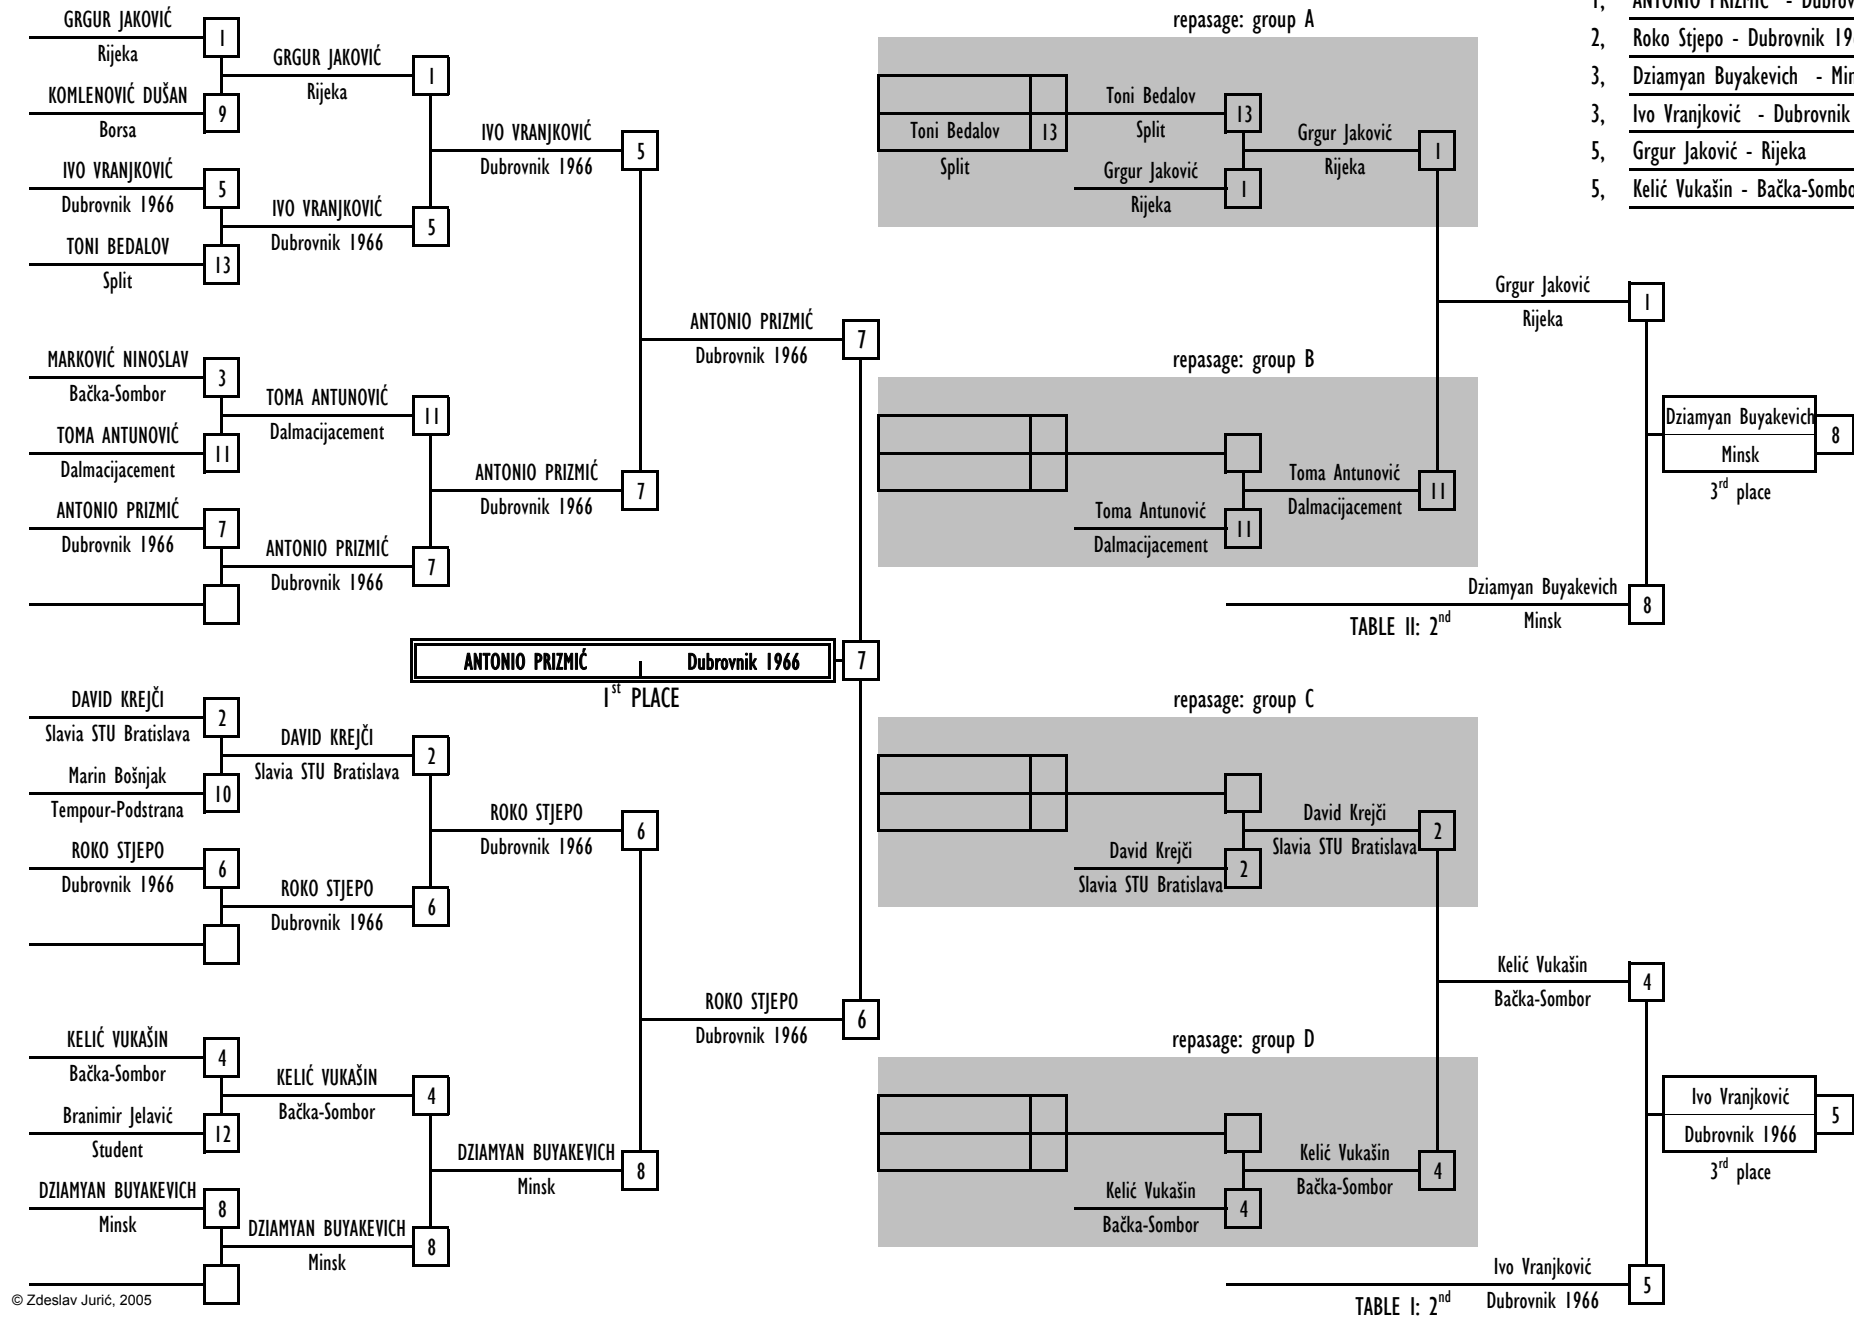 GRGUR JAKOVIĆ
1
Rijeka
KOMLENOVIĆ DUŠAN
9
Borsa
GRGUR JAKOVIĆ
1
Rijeka
IVO VRANJKOVIĆ
5
Dubrovnik 1966
TONI BEDALOV
13
Split
IVO VRANJKOVIĆ
5
Dubrovnik 1966
IVO VRANJKOVIĆ
5
Dubrovnik 1966
MARKOVIĆ NINOSLAV
3
Bačka-Sombor
TOMA ANTUNOVIĆ
11
Dalmacijacement
TOMA ANTUNOVIĆ
11
Dalmacijacement
ANTONIO PRIZMIĆ
7
Dubrovnik 1966
ANTONIO PRIZMIĆ
7
Dubrovnik 1966
ANTONIO PRIZMIĆ
7
Dubrovnik 1966
ANTONIO PRIZMIĆ
7
Dubrovnik 1966
ANTONIO PRIZMIĆ Dubrovnik 1966
7
1st PLACE
DAVID KREJČI
2
Slavia STU Bratislava
Marin Bošnjak
10
Tempour-Podstrana
DAVID KREJČI
2
Slavia STU Bratislava
ROKO STJEPO
6
Dubrovnik 1966
ROKO STJEPO
6
Dubrovnik 1966
ROKO STJEPO
6
Dubrovnik 1966
KELIĆ VUKAŠIN
4
Bačka-Sombor
Branimir Jelavić
12
Student
KELIĆ VUKAŠIN
4
Bačka-Sombor
DZIAMYAN BUYAKEVICH
8
Minsk
DZIAMYAN BUYAKEVICH
8
Minsk
DZIAMYAN BUYAKEVICH
8
Minsk
ROKO STJEPO
6
Dubrovnik 1966
© Zdeslav Jurić, 2005
repasage: group A
Toni Bedalov
13
Split
Toni Bedalov
13
Split
Grgur Jaković
1
Rijeka
Grgur Jaković
1
Rijeka
repasage: group B
Toma Antunović
11
Dalmacijacement
Toma Antunović
11
Dalmacijacement
Grgur Jaković
1
Rijeka
Dziamyan Buyakevich
8
TABLE II: 2nd Minsk
Dziamyan Buyakevich
8
Minsk
3rd place
repasage: group C
David Krejči
2
Slavia STU Bratislava
David Krejči
2
Slavia STU Bratislava
repasage: group D
Kelić Vukašin
4
Bačka-Sombor
Kelić Vukašin
4
Bačka-Sombor
Kelić Vukašin
4
Bačka-Sombor
Ivo Vranjković
5
TABLE I: 2nd Dubrovnik 1966
Ivo Vranjković
5
Dubrovnik 1966
3rd place
1, ANTONIO PRIZMIĆ -
2, Roko Stjepo - Dubrovnik
3, Dziamyan Buyakevich -
3, Ivo Vranjković - Dubrovnik
5, Grgur Jaković - Rijeka
5, Kelić Vukašin -